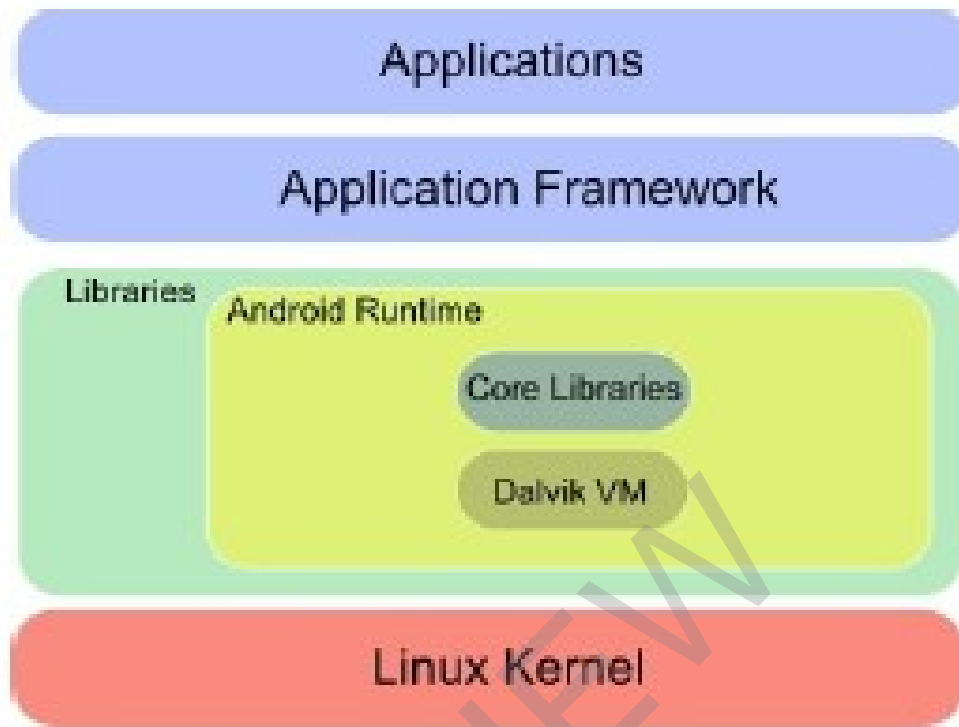 Applications
Application Framework
Libraries
Android Runtime
Core Libraries
Dalvik VM
Linux Kernel